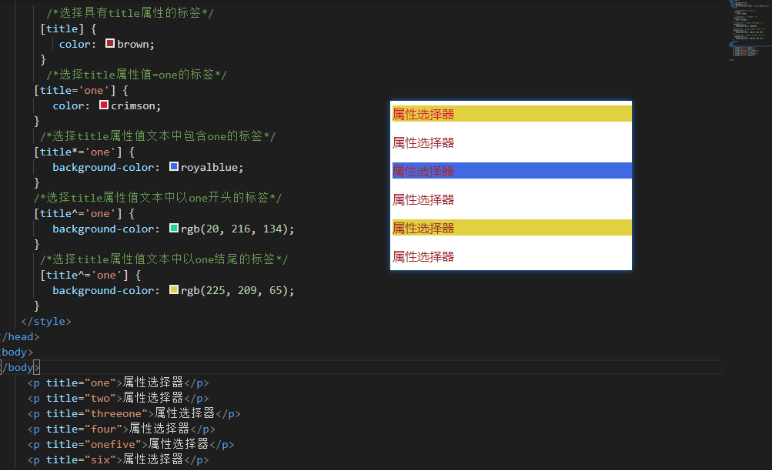 /*选择具有title属性的标签*/
[title] {
color: brown;
}
/*选择title属性值=one的标签*/
[title='one'] {
color: crimson;
}
/*选择title属性值文本中包含one的标签*/
[title*='one'] {
background-color: royalblue;
}
/*选择title属性值文本中以one开头的标签*/
[title^='one'] {
background-color: rgb(20, 216, 134);
}
/*选择title属性值文本中以one结尾的标签*/
[title^='one'] {
background-color: rgb(225, 209, 65);
}
</style>
</head>
<body>
</body>
<p title="one">属性选择器</p>
<p title="two">属性选择器</p>
<p title="threeone">属性选择器</p>
<p title="four">属性选择器</p>
<p title="onefive">属性选择器</p>
<p title="six">属性选择器</p>
属性选择器
属性选择器
属性选择器
属性选择器
属性选择器
属性选择器